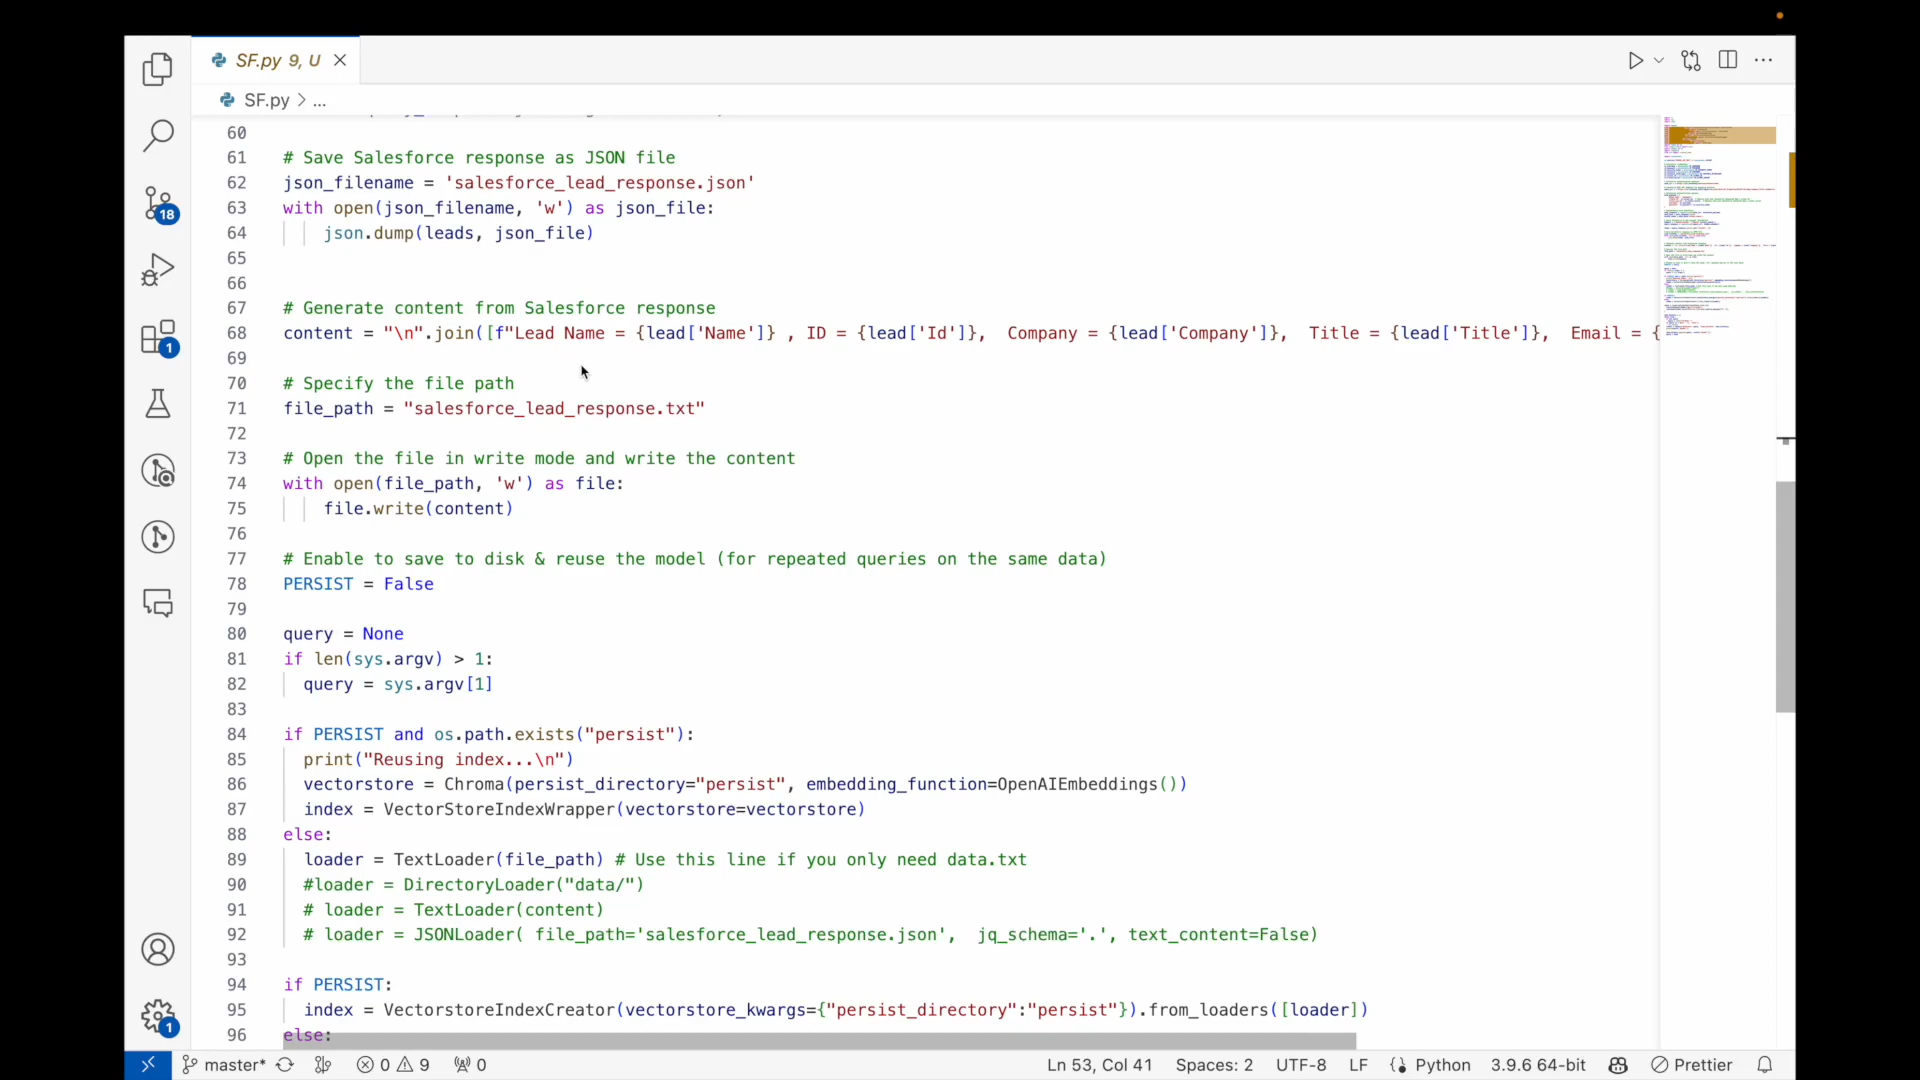 SF.py 9, U
SF.py > ...
60
61 # Save Salesforce response as JSON file
62 json_filename = 'salesforce_lead_response.json'
63 with open(json_filename, 'w') as json_file:
64 json.dump(leads, json_file)
65
66
67 # Generate content from Salesforce response
68 content = "\n".join([f"Lead Name = {lead['Name']} , ID = {lead['Id']},  Company = {lead['Company']},  Title = {lead['Title']},  Email = {
69
70 # Specify the file path
71 file_path = "salesforce_lead_response.txt"
72
73 # Open the file in write mode and write the content
74 with open(file_path, 'w') as file:
75 file.write(content)
76
77 # Enable to save to disk & reuse the model (for repeated queries on the same data)
78 PERSIST = False
79
80 query = None
81 if len(sys.argv) > 1:
82 query = sys.argv[1]
83
84 if PERSIST and os.path.exists("persist"):
85 print("Reusing index...\n")
86 vectorstore = Chroma(persist_directory="persist", embedding_function=OpenAIEmbeddings())
87 index = VectorStoreIndexWrapper(vectorstore=vectorstore)
88 else:
89 loader = TextLoader(file_path) # Use this line if you only need data.txt
90 #loader = DirectoryLoader("data/")
91 # loader = TextLoader(content)
92 # loader = JSONLoader( file_path='salesforce_lead_response.json',  jq_schema='.', text_content=False)
93
94 if PERSIST:
95 index = VectorstoreIndexCreator(vectorstore_kwargs={"persist_directory":"persist"}).from_loaders([loader])
96 else:
18
1
1
master* 0 9 0 Ln 53, Col 41 Spaces: 2 UTF-8 LF Python 3.9.6 64-bit Prettier